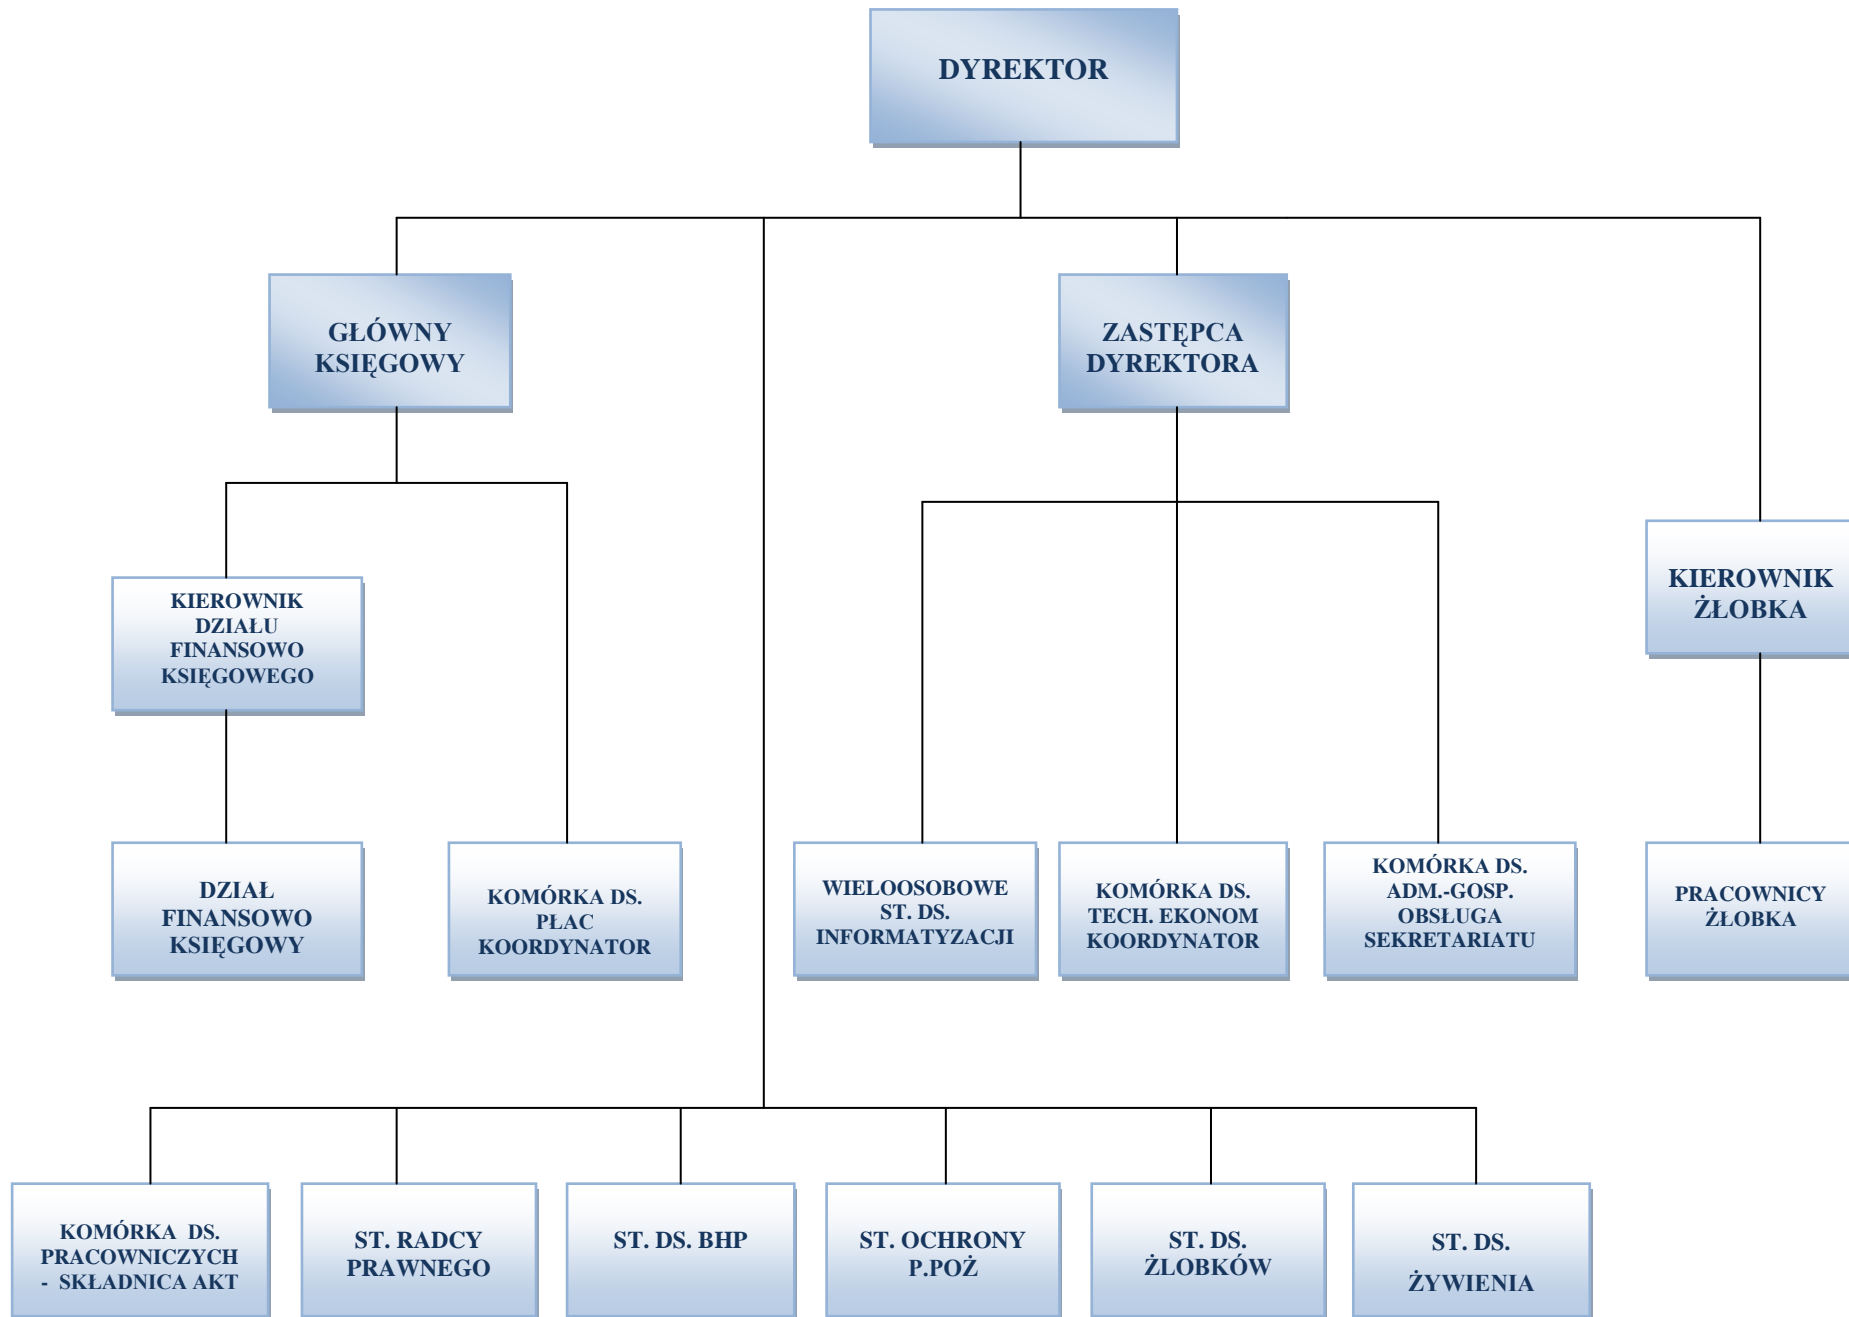 DYREKTOR
GŁÓWNY
KSIĘGOWY
ZASTĘPCA
DYREKTORA
KIEROWNIK
ŻŁOBKA
KIEROWNIK
DZIAŁU
FINANSOWO
KSIĘGOWEGO
DZIAŁ
FINANSOWO
KSIĘGOWY
KOMÓRKA DS.
PŁAC
KOORDYNATOR
WIELOOSOBOWE
ST. DS.
INFORMATYZACJI
KOMÓRKA DS.
TECH. EKONOM
KOORDYNATOR
KOMÓRKA DS.
ADM.-GOSP.
OBSŁUGA
SEKRETARIATU
PRACOWNICY
ŻŁOBKA
KOMÓRKA DS.
PRACOWNICZYCH
- SKŁADNICA AKT
ST. RADCY
PRAWNEGO
ST. DS. BHP
ST. OCHRONY
P.POŻ
ST. DS.
ŻLOBKÓW
ST. DS.
ŻYWIENIA